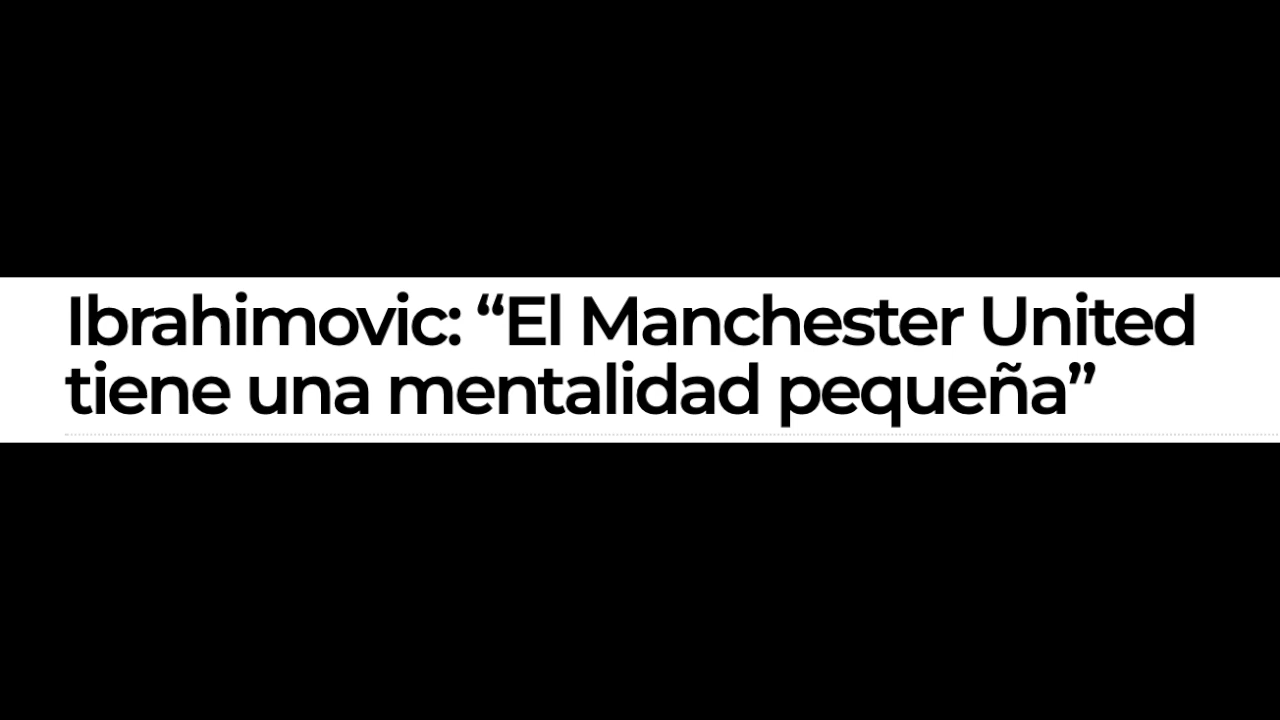 Ibrahimovic: “El Manchester United
tiene una mentalidad pequeña”